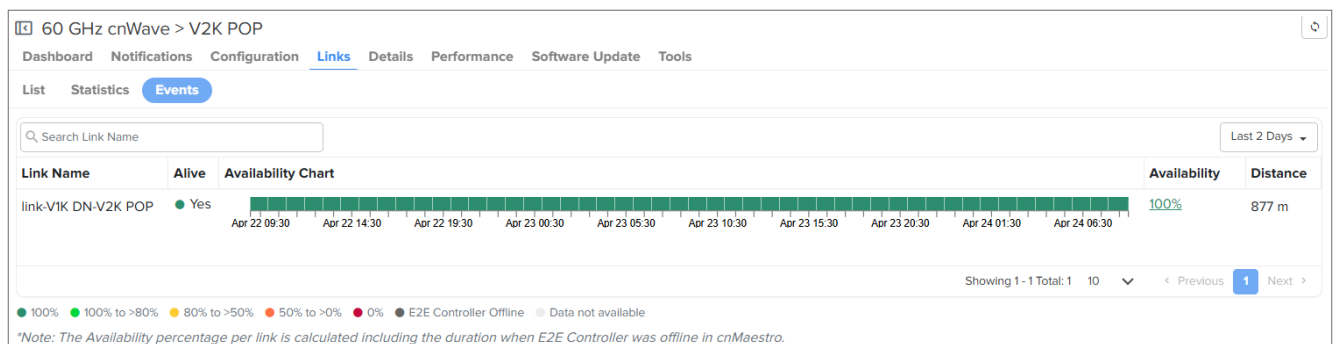 60 GHz cnWave > V2K POP
Dashboard Notifications Configuration Links Details Performance Software Update Tools
List Statistics Events
Search Link Name
Last 2 Days
Link Name Alive Availability Chart Availability Distance
link-V1K DN-V2K POP Yes 100% 877 m
Apr 22 09:30 Apr 22 14:30 Apr 22 19:30 Apr 23 00:30 Apr 23 05:30 Apr 23 10:30 Apr 23 15:30 Apr 23 20:30 Apr 24 01:30 Apr 24 06:30
Showing 1 - 1 Total: 1 10 < Previous 1 Next >
100% 100% to >80% 80% to >50% 50% to >0% 0% E2E Controller Offline Data not available
*Note: The Availability percentage per link is calculated including the duration when E2E Controller was offline in cnMaestro.